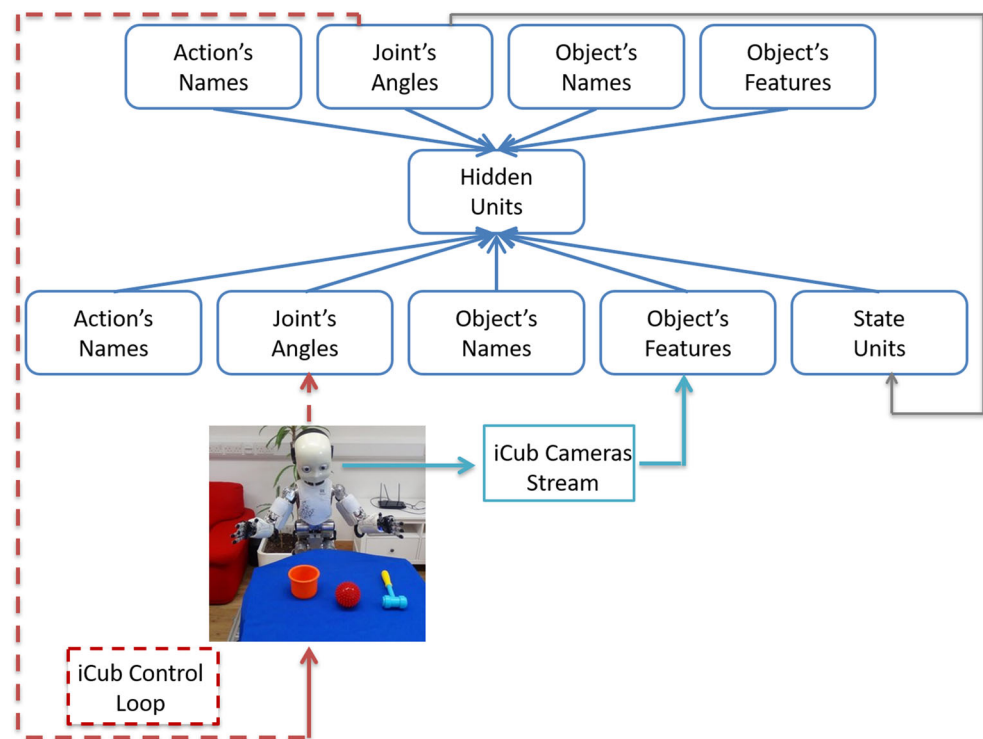 Action's
Names
Joint's
Angles
Object's
Names
Object's
Features
Hidden
Units
Action's
Names
Joint's
Angles
Object's
Names
Object's
Features
State
Units
iCub Cameras
Stream
iCub Control
Loop